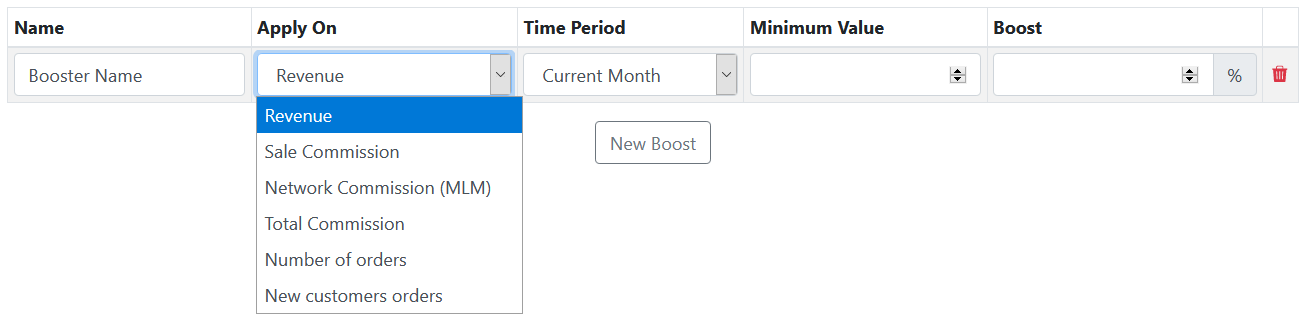 Name Apply On Time Period Minimum Value Boost
Booster Name Revenue Current Month %
Revenue
New Boost
Sale Commission
Network Commission (MLM)
Total Commission
Number of orders
New customers orders